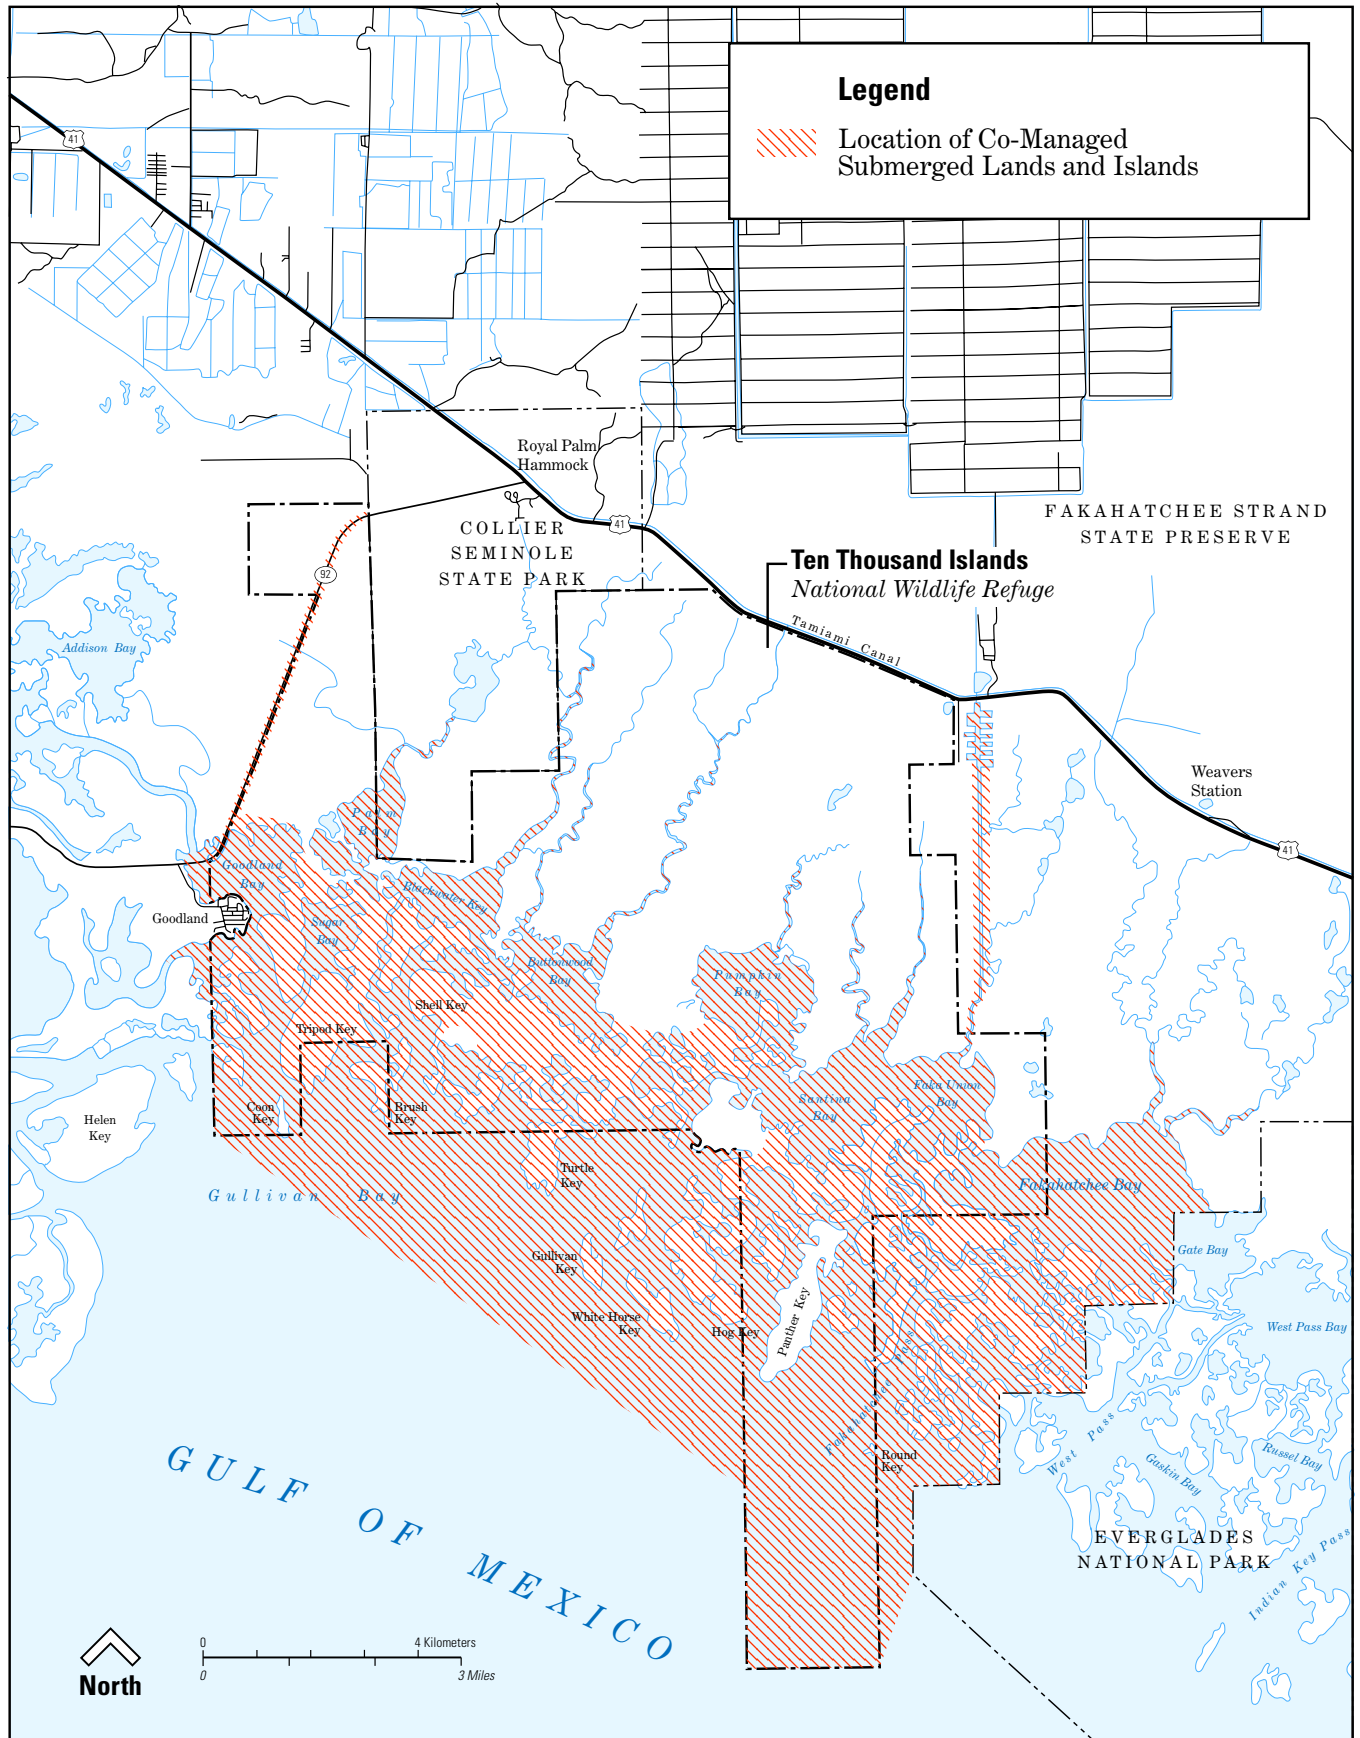 Legend
Location of Co-Managed
Submerged Lands and Islands
41
Royal Palm
Hammock
41
COLLIER
SEMINOLE
STATE PARK
FAKAHATCHEE STRAND
STATE PRESERVE
Ten Thousand Islands
National Wildlife Refuge
92
Tamiami Canal
Addison Bay
Weavers
Station
41
Palm
Bay
Goodland
Bay
Blackwater Key
Goodland
Sugar
Bay
Buttonwood
Bay
Pumpkin
Bay
Shell Key
Tripod Key
Faka Union
Bay
Santina
Bay
Coon
Key
Brush
Key
Helen
Key
Turtle
Key
Fakahatchee Bay
Gullivan Bay
Gate Bay
Gullivan
Key
White Horse
Key
Hog Key
Panther Key
West Pass Bay
Fakahatchee Pass
Round
Key
West Pass
Gaskin Bay
Russel Bay
GULF OF MEXICO
EVERGLADES
NATIONAL PARK
Indian Key Pass
North
0
4 Kilometers
0
3 Miles